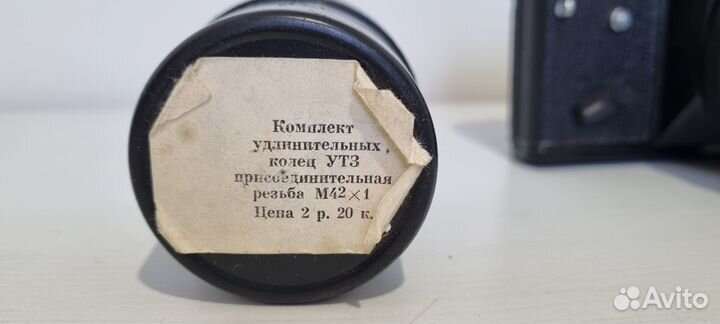 Комплект
удлинительных
колец УТЗ
присоединительная
резьба М42×1
Цена 2 р. 20 к.
Avito